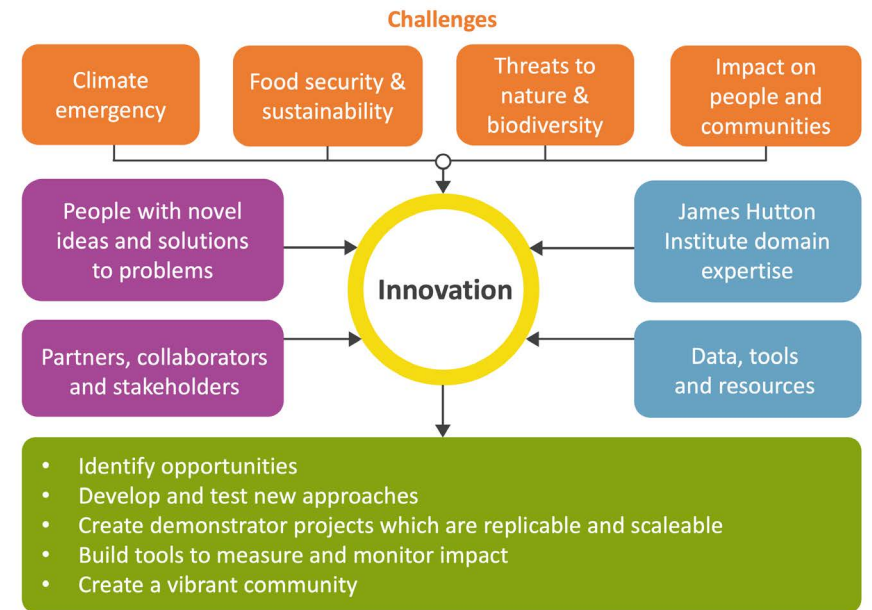 Challenges
Climate
emergency
Food security &
sustainability
Threats to
nature &
biodiversity
Impact on
people and
communities
People with novel
ideas and solutions
to problems
James Hutton
Institute domain
expertise
Innovation
Partners, collaborators
and stakeholders
Data, tools
and resources
• Identify opportunities
• Develop and test new approaches
• Create demonstrator projects which are replicable and scaleable
• Build tools to measure and monitor impact
• Create a vibrant community